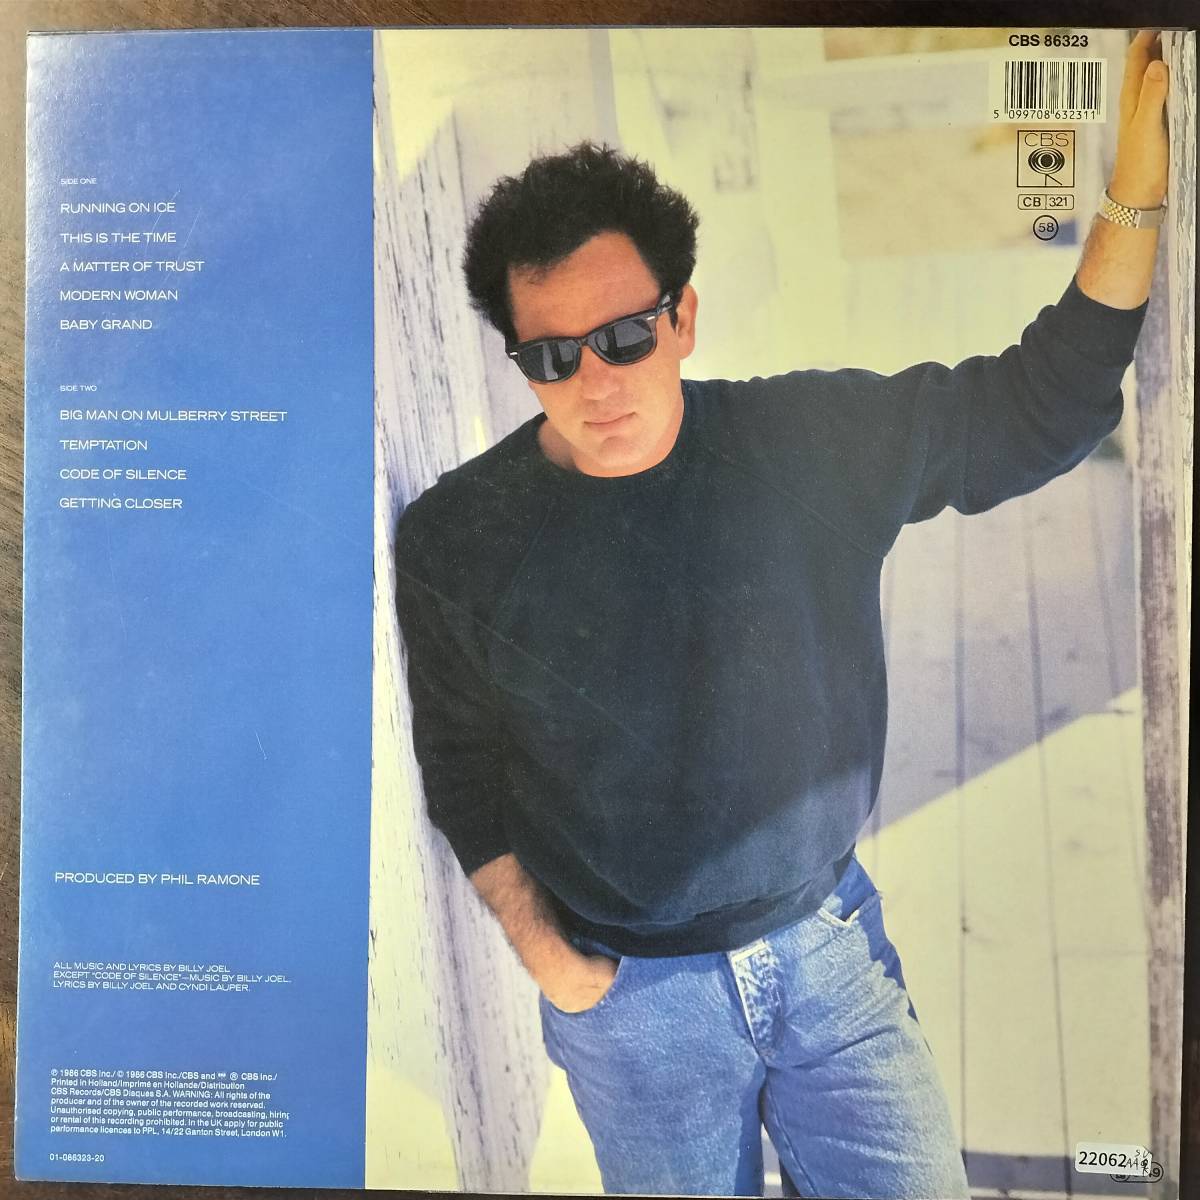 SIDE ONE
RUNNING ON ICE
THIS IS THE TIME
A MATTER OF TRUST
MODERN WOMAN
BABY GRAND
SIDE TWO
BIG MAN ON MULBERRY STREET
TEMPTATION
CODE OF SILENCE
GETTING CLOSER
PRODUCED BY PHIL RAMONE
ALL MUSIC AND LYRICS BY BILLY JOEL
EXCEPT "CODE OF SILENCE"—MUSIC BY BILLY JOEL,
LYRICS BY BILLY JOEL AND CYNDI LAUPER.
℗ 1986 CBS Inc./ © 1986 CBS Inc./CBS and ® CBS Inc./
Printed in Holland/Imprimé en Hollande/Distribution
CBS Records/CBS Disques S.A. WARNING: All rights of the
producer and of the owner of the recorded work reserved.
Unauthorised copying, public performance, broadcasting, hiring
or rental of this recording prohibited. In the UK apply for public
performance licences to PPL, 14/22 Ganton Street, London W1.
01-086323-20
CBS 86323
5 099708 632311
CBS
CB 321
58
22062